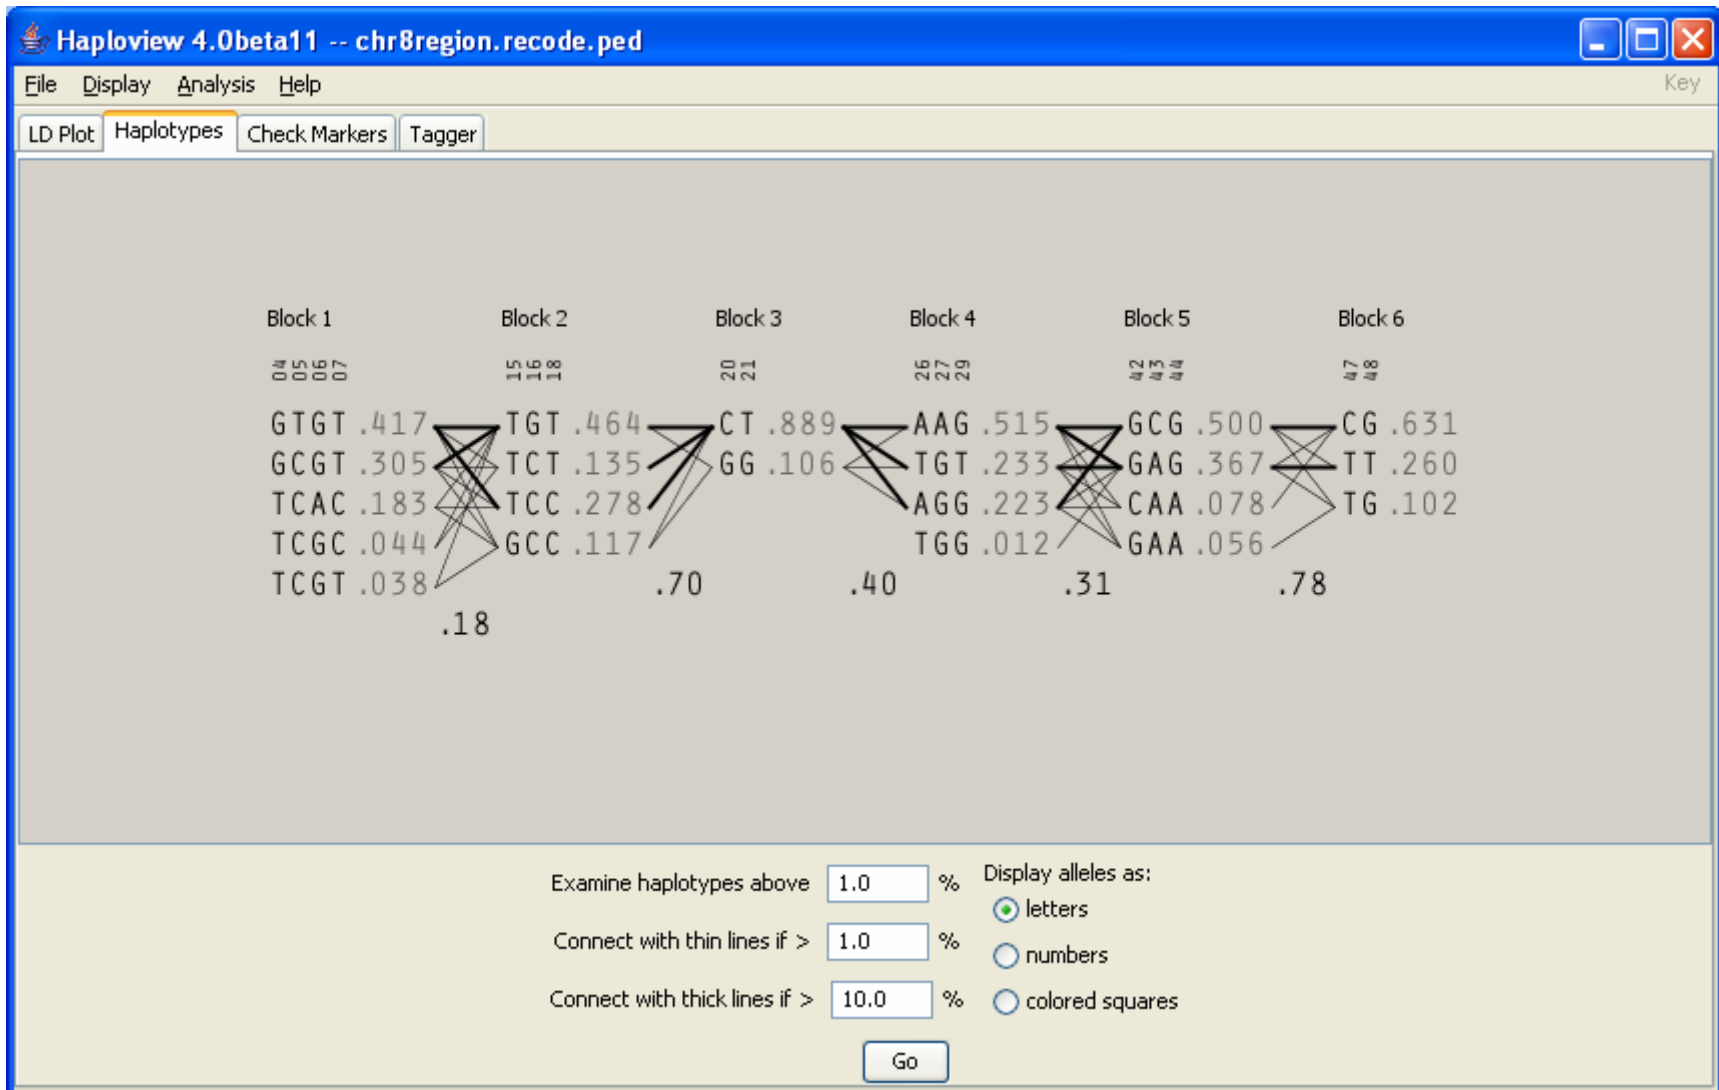 Haploview 4.0beta11 -- chr8region.recode.ped
File Display Analysis Help Key
LD Plot Haplotypes Check Markers Tagger
Block 1 Block 2 Block 3 Block 4 Block 5 Block 6
04 05 06 07 15 16 18 20 21 26 27 29 42 43 44 47 48
GTGT .417 TGT .464 CT .889 AAG .515 GCG .500 CG .631
GCGT .305 TCT .135 GG .106 TGT .233 GAG .367 TT .260
TCAC .183 TCC .278 AGG .223 CAA .078 TG .102
TCGC .044 GCC .117 TGG .012 GAA .056
TCGT .038 .70 .40 .31 .78
.18
Examine haplotypes above 1.0 %
Connect with thin lines if > 1.0 %
Connect with thick lines if > 10.0 %
Display alleles as:
letters
numbers
colored squares
Go